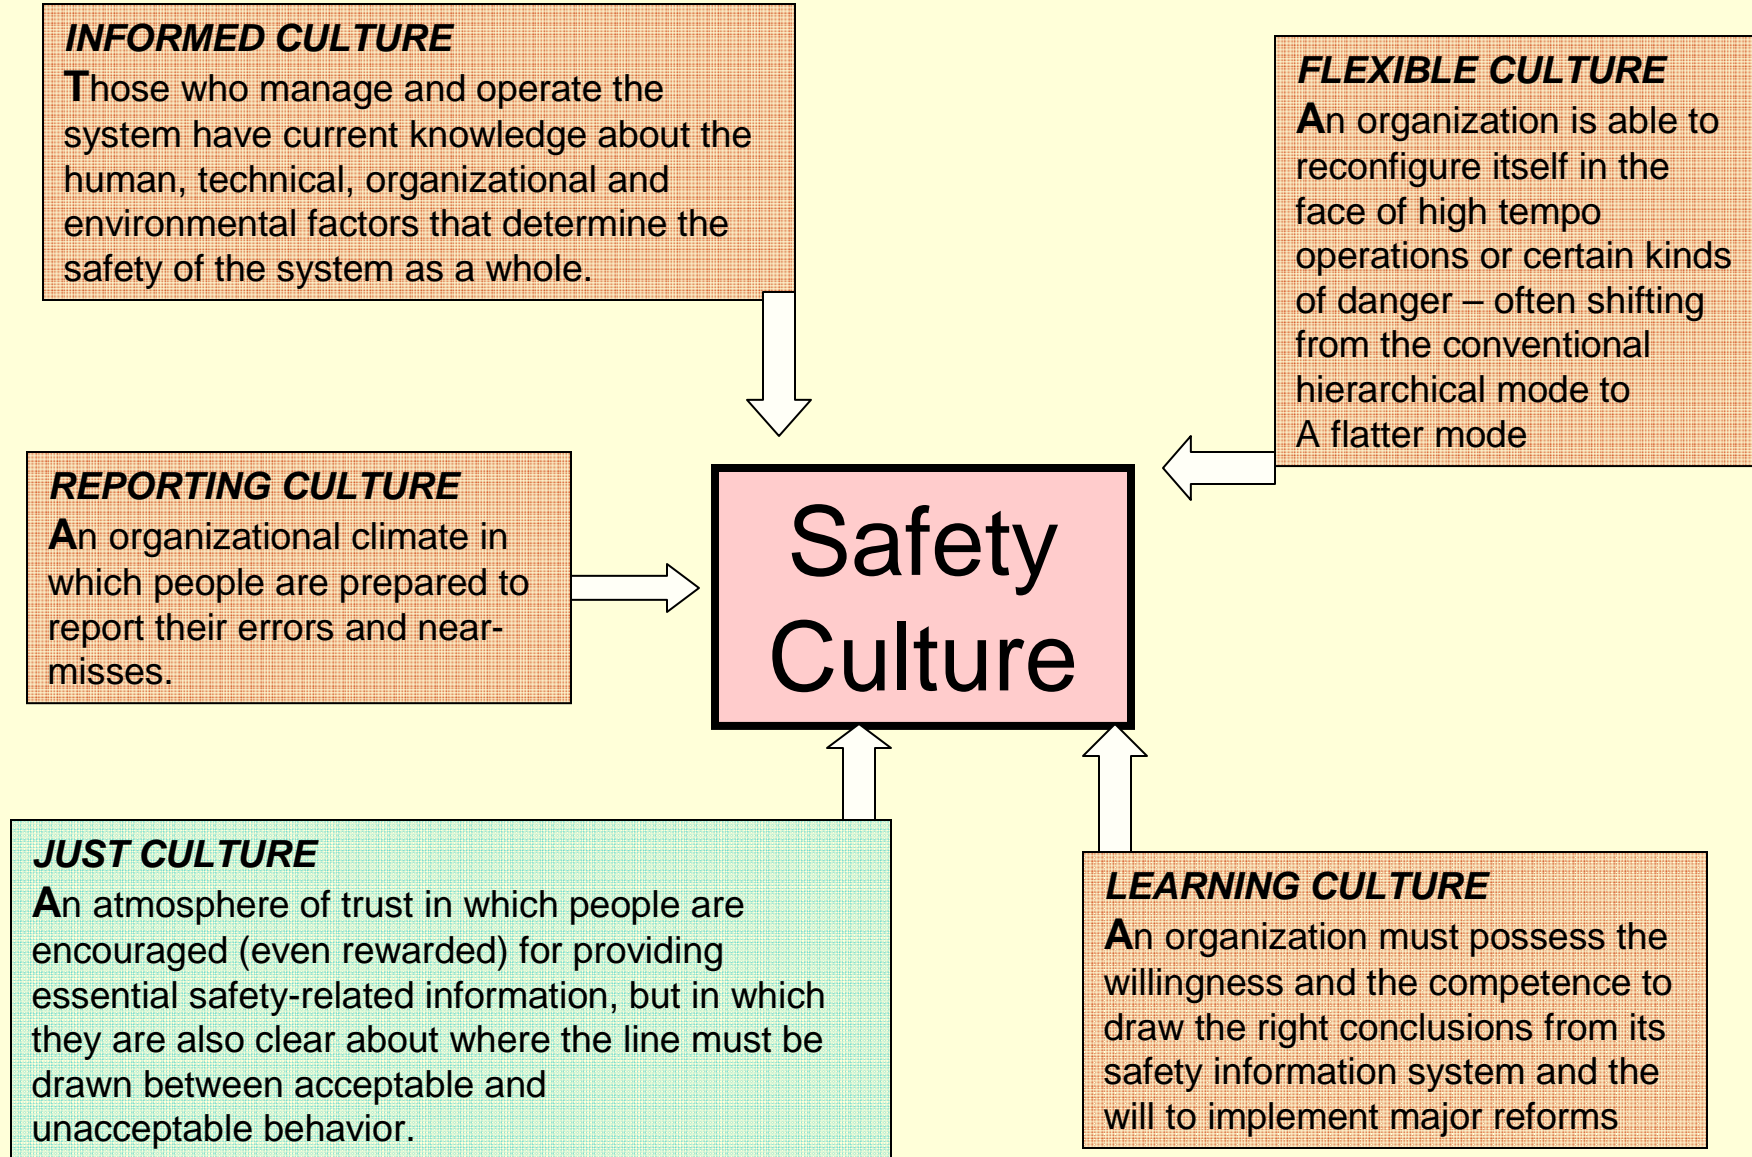 INFORMED CULTURE
Those who manage and operate the
system have current knowledge about the
human, technical, organizational and
environmental factors that determine the
safety of the system as a whole.
FLEXIBLE CULTURE
An organization is able to
reconfigure itself in the
face of high tempo
operations or certain kinds
of danger – often shifting
from the conventional
hierarchical mode to
A flatter mode
REPORTING CULTURE
An organizational climate in
which people are prepared to
report their errors and near-
misses.
Safety
Culture
JUST CULTURE
An atmosphere of trust in which people are
encouraged (even rewarded) for providing
essential safety-related information, but in which
they are also clear about where the line must be
drawn between acceptable and
unacceptable behavior.
LEARNING CULTURE
An organization must possess the
willingness and the competence to
draw the right conclusions from its
safety information system and the
will to implement major reforms